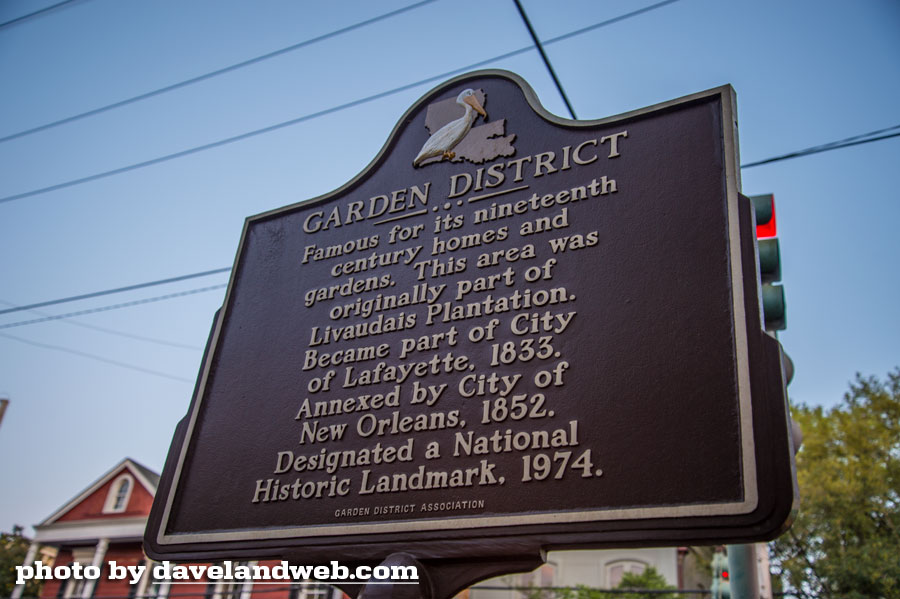 GARDEN DISTRICT
Famous for its nineteenth
century homes and
gardens. This area was
originally part of
Livaudais Plantation.
Became part of City
of Lafayette, 1833.
Annexed by City of
New Orleans, 1852.
Designated a National
Historic Landmark, 1974.
GARDEN DISTRICT ASSOCIATION
photo by davelandweb.com